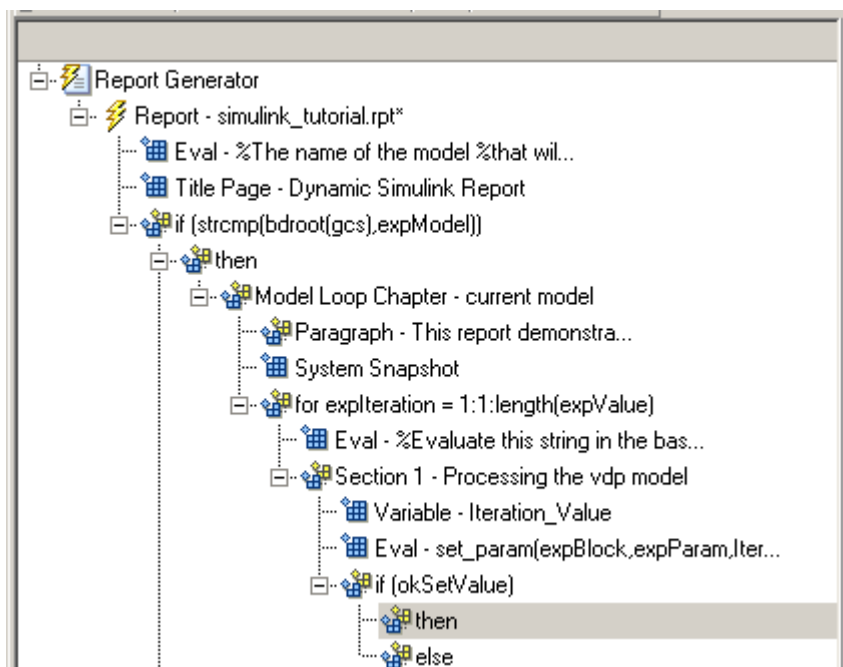 Report Generator
Report - simulink_tutorial.rpt*
Eval - %The name of the model %that wil...
Title Page - Dynamic Simulink Report
if (strcmp(bdroot(gcs),expModel))
then
Model Loop Chapter - current model
Paragraph - This report demonstra...
System Snapshot
for expIteration = 1:1:length(expValue)
Eval - %Evaluate this string in the bas...
Section 1 - Processing the vdp model
Variable - Iteration_Value
Eval - set_param(expBlock,expParam,Iter...
if (okSetValue)
then
else